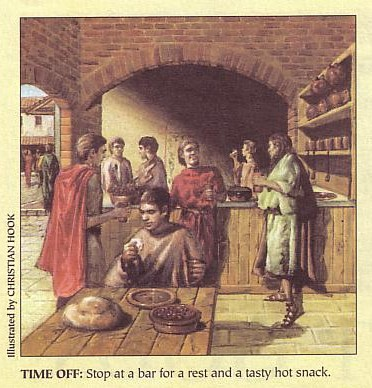 Illustrated by CHRISTIAN HOOK
TIME OFF: Stop at a bar for a rest and a tasty hot snack.